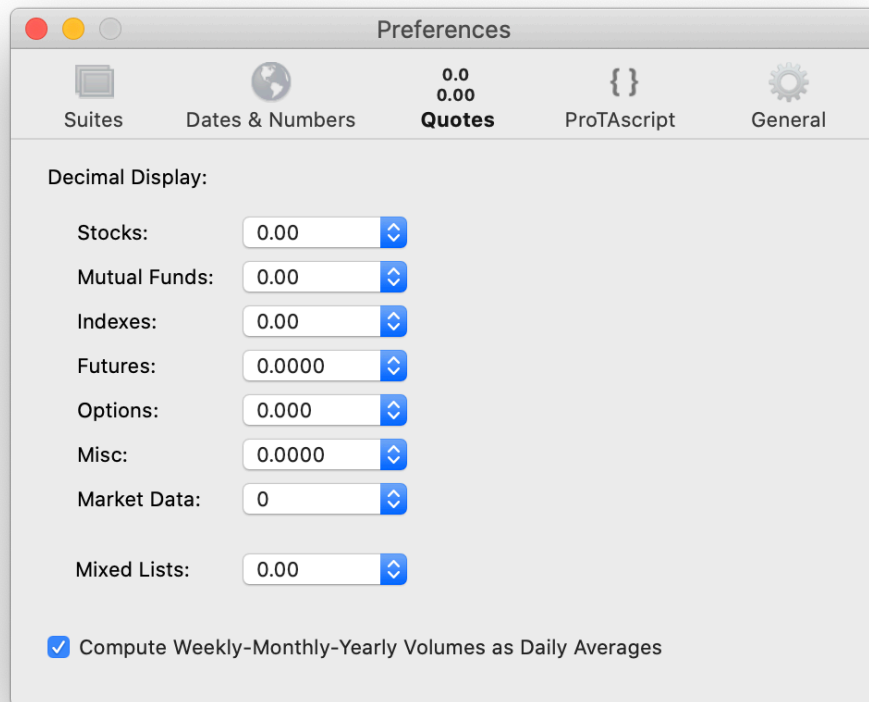 Preferences
0.0
0.00
{ }
Suites
Dates & Numbers
Quotes
ProTAscript
General
Decimal Display:
Stocks: 0.00
Mutual Funds: 0.00
Indexes: 0.00
Futures: 0.0000
Options: 0.000
Misc: 0.0000
Market Data: 0
Mixed Lists: 0.00
Compute Weekly-Monthly-Yearly Volumes as Daily Averages